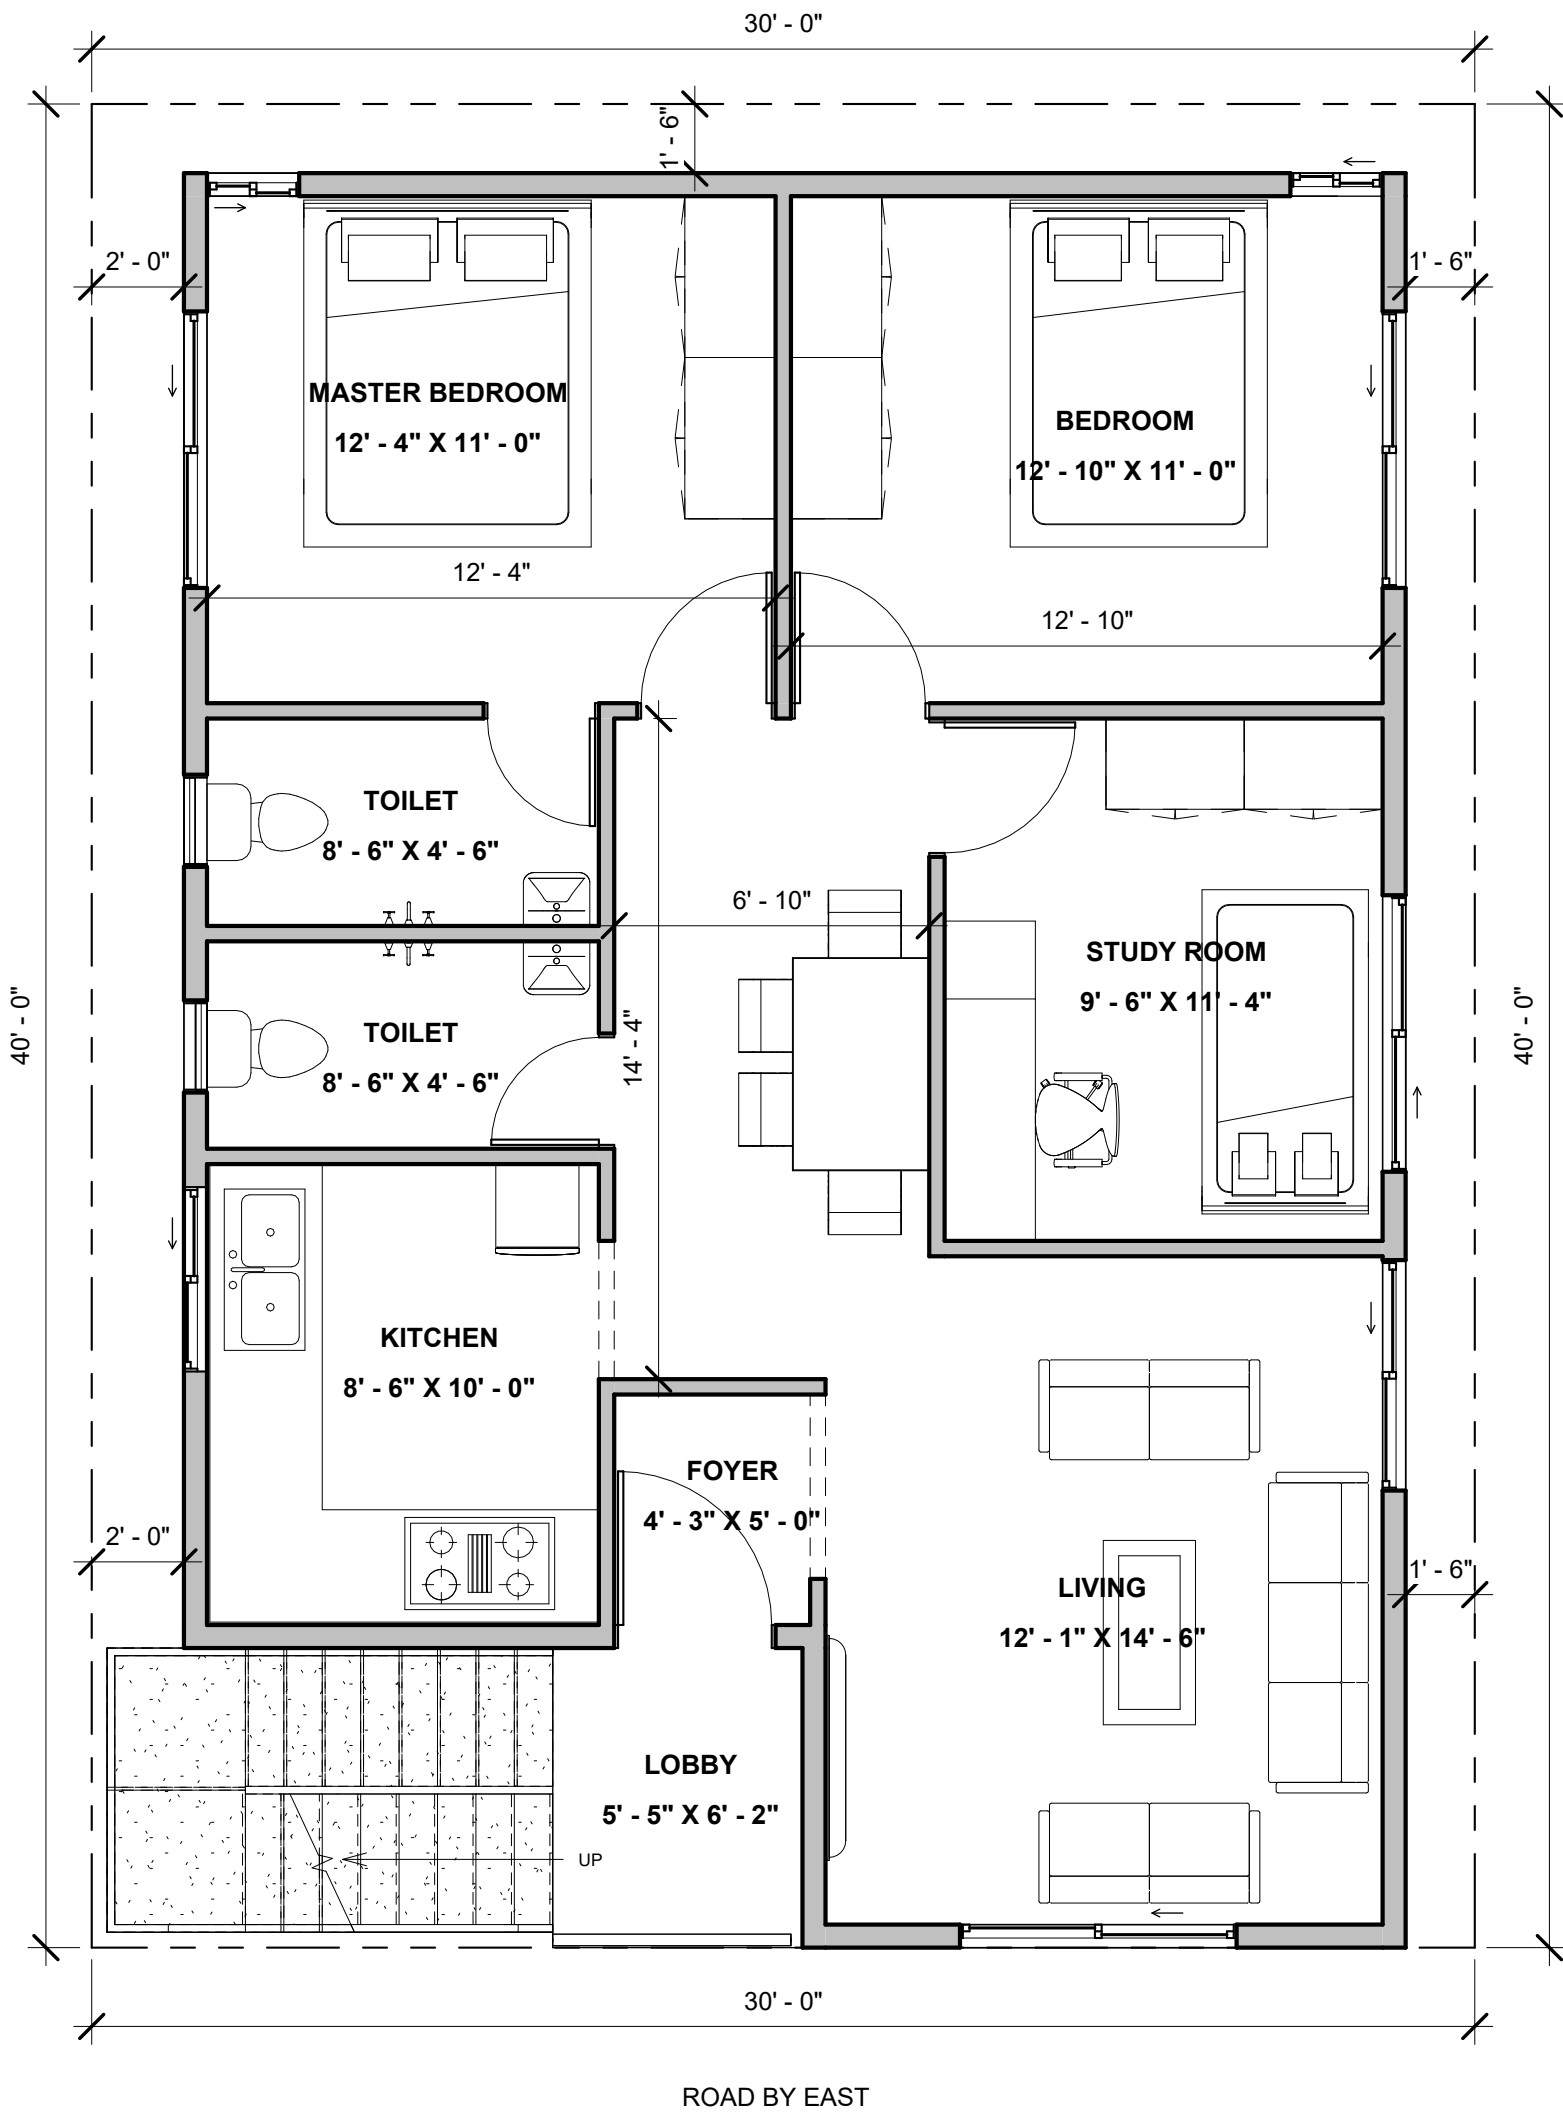 30' - 0"
1' - 6"
2' - 0"
1' - 6"
MASTER BEDROOM
12' - 4" X 11' - 0"
BEDROOM
12' - 10" X 11' - 0"
12' - 4"
12' - 10"
TOILET
8' - 6" X 4' - 6"
6' - 10"
STUDY ROOM
9' - 6" X 11' - 4"
40' - 0"
TOILET
8' - 6" X 4' - 6"
14' - 4"
40' - 0"
KITCHEN
8' - 6" X 10' - 0"
FOYER
4' - 3" X 5' - 0"
2' - 0"
LIVING
12' - 1" X 14' - 6"
1' - 6"
LOBBY
5' - 5" X 6' - 2"
UP
30' - 0"
ROAD BY EAST